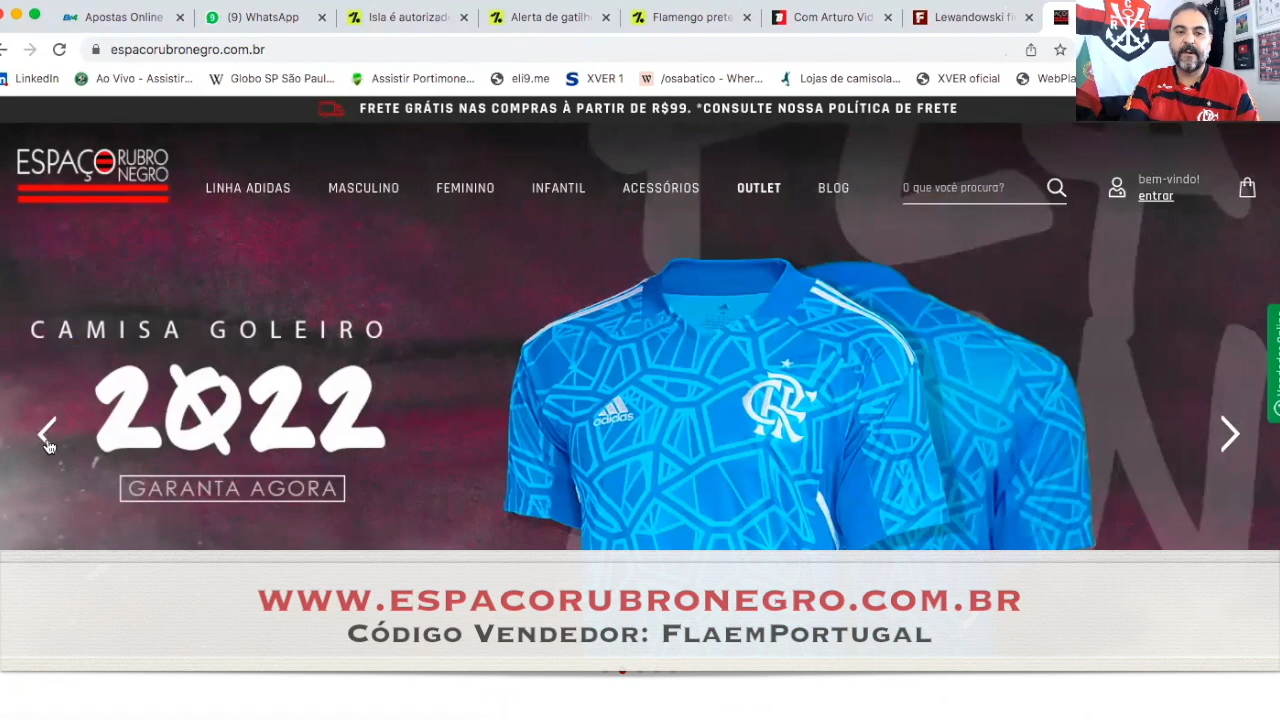 Apostas Online
(9) WhatsApp
Isla é autorizad
Alerta de gatilh
Flamengo prete
Com Arturo Vid
Lewandowski fi
espacorubronegro.com.br
LinkedIn
Ao Vivo - Assistir...
Globo SP São Paul...
Assistir Portimone...
eli9.me
XVER 1
/osabatico – Wher...
Lojas de camisola...
XVER oficial
WebPla
FRETE GRÁTIS NAS COMPRAS À PARTIR DE R$99. *CONSULTE NOSSA POLÍTICA DE FRETE
ESPAÇO RUBRO NEGRO
LINHA ADIDAS
MASCULINO
FEMININO
INFANTIL
ACESSÓRIOS
OUTLET
BLOG
O que você procura?
bem-vindo!
entrar
CAMISA GOLEIRO
2022
GARANTA AGORA
adidas
CRF
WWW.ESPACORUBRONEGRO.COM.BR
Código Vendedor: FlaemPortugal